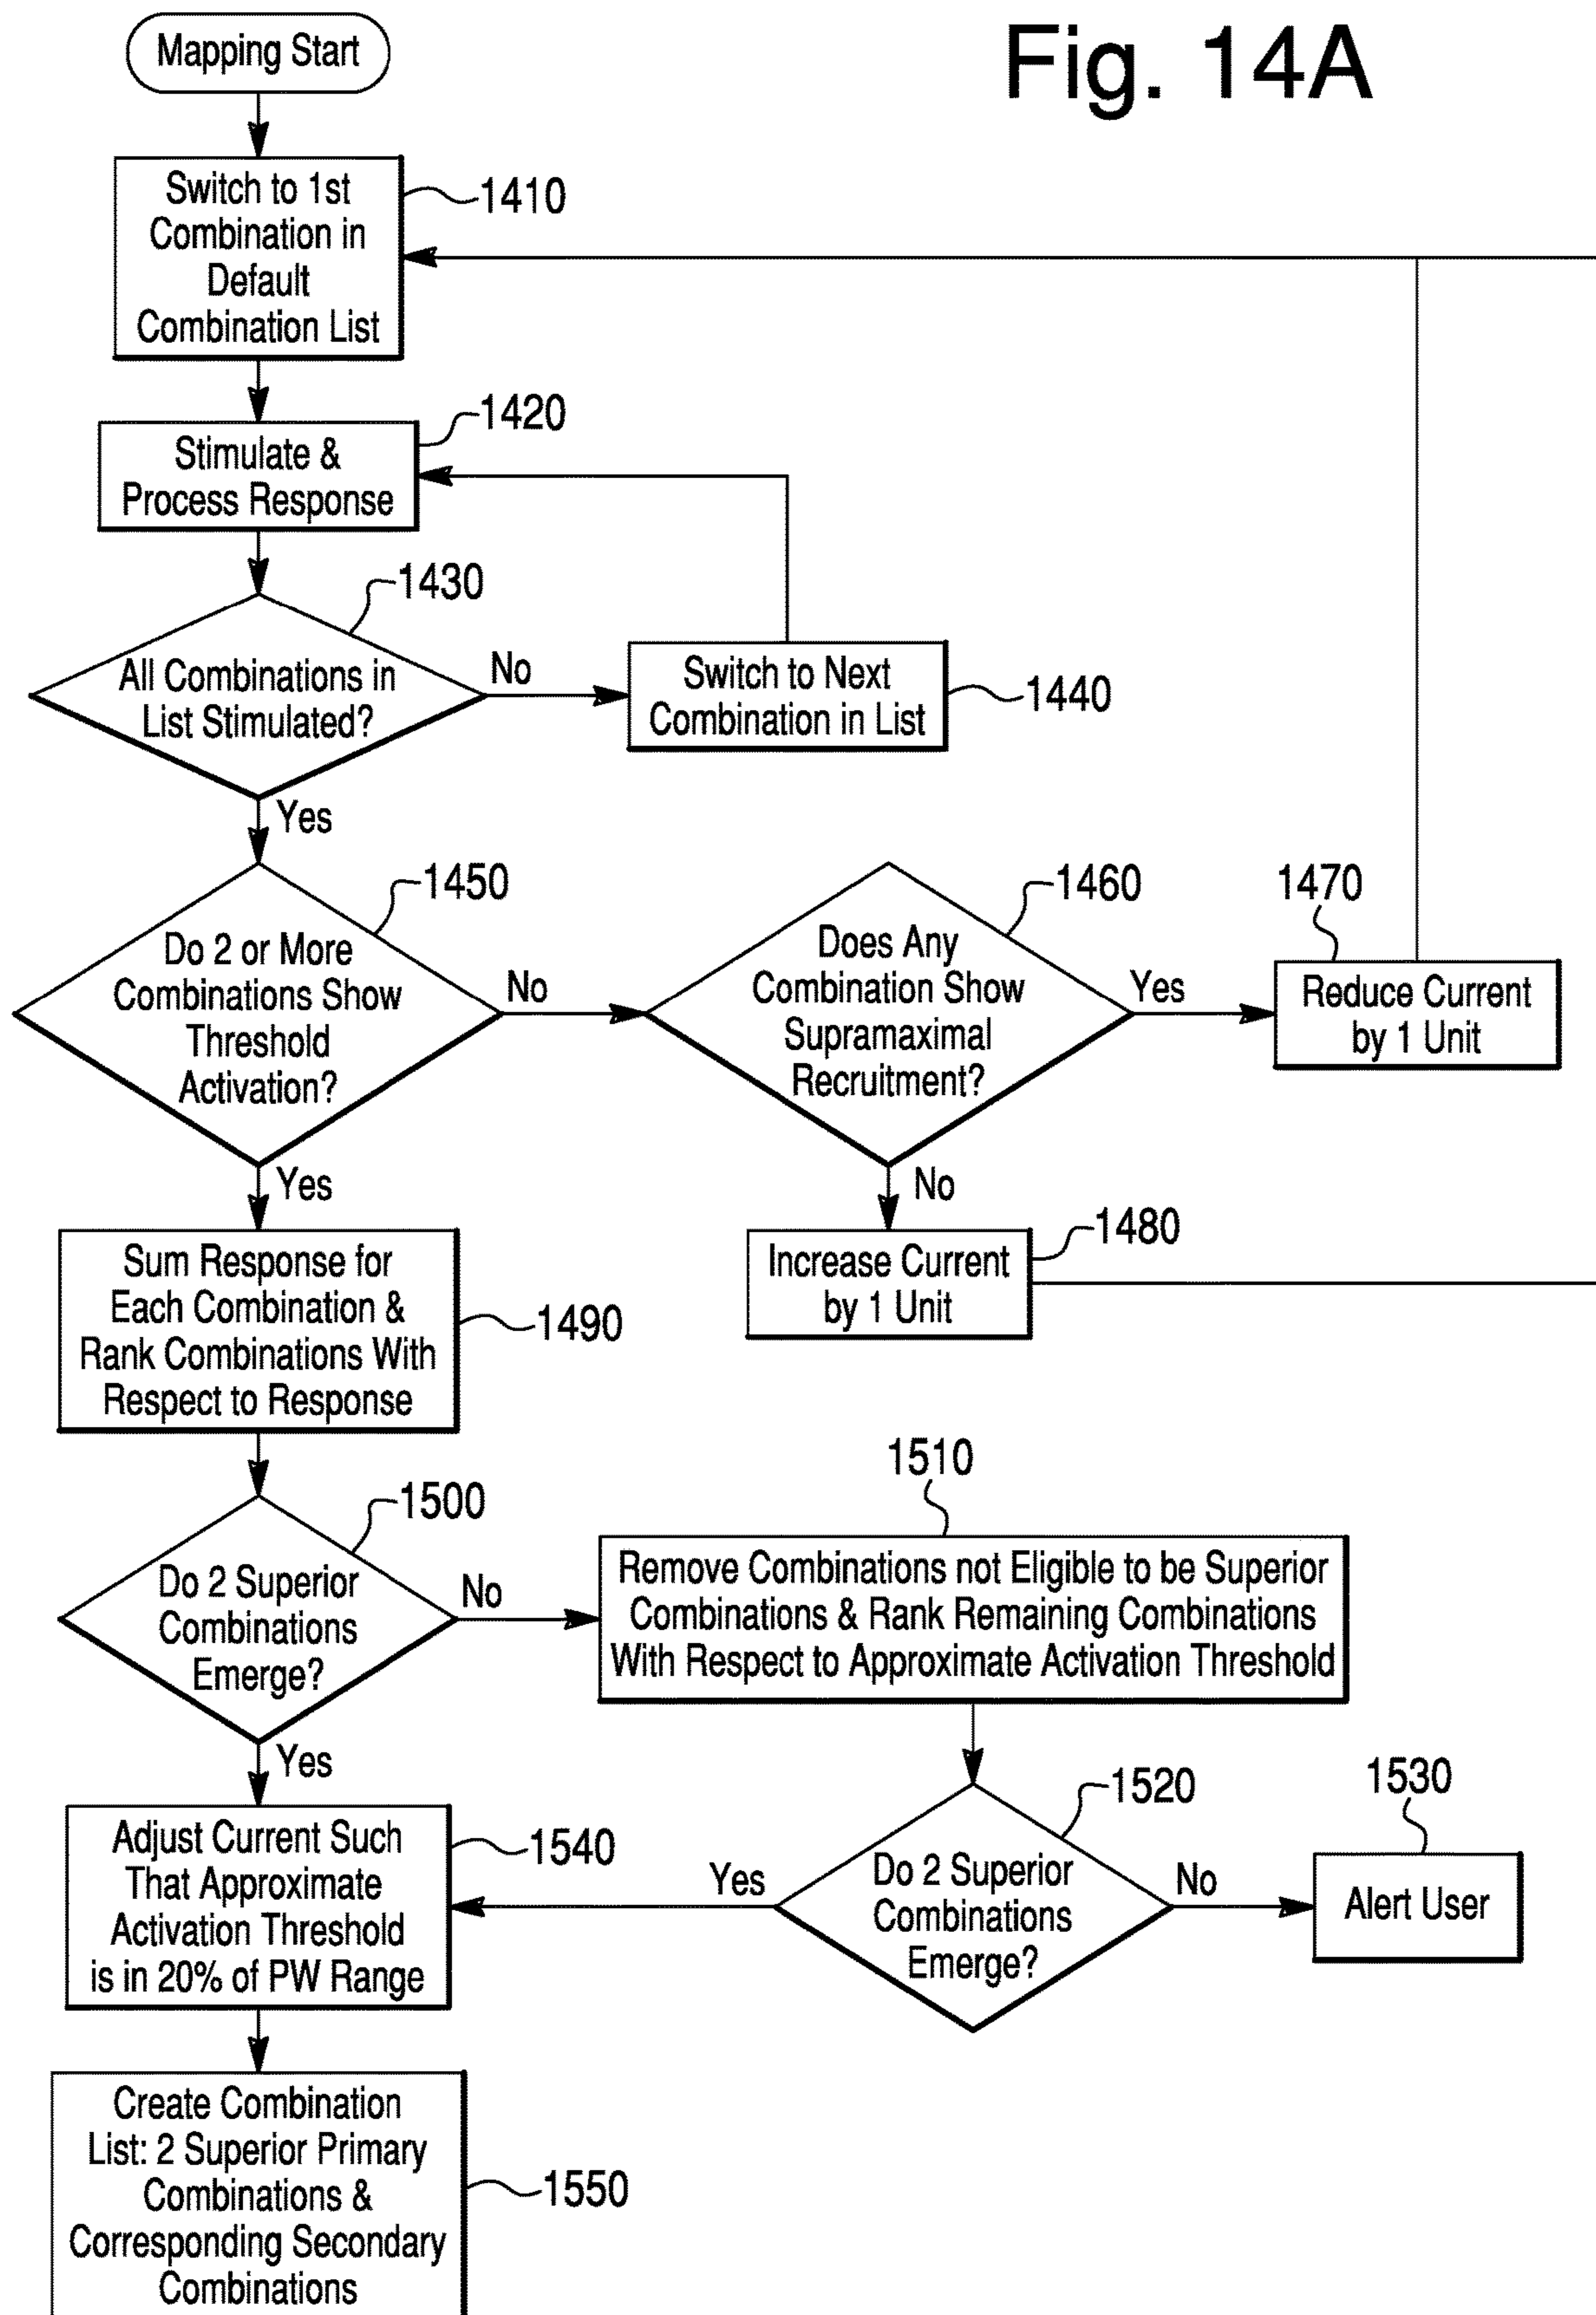 Fig. 14A
Mapping Start
Switch to 1st
Combination in
Default
Combination List
1410
Stimulate &
Process Response
1420
All Combinations in
List Stimulated?
1430
No
Switch to Next
Combination in List
1440
Yes
Do 2 or More
Combinations Show
Threshold
Activation?
1450
No
Does Any
Combination Show
Supramaximal
Recruitment?
1460
Yes
1470
Reduce Current
by 1 Unit
No
Increase Current
by 1 Unit
1480
Yes
Sum Response for
Each Combination &
Rank Combinations With
Respect to Response
1490
Do 2 Superior
Combinations
Emerge?
1500
No
1510
Remove Combinations not Eligible to be Superior
Combinations & Rank Remaining Combinations
With Respect to Approximate Activation Threshold
Do 2 Superior
Combinations
Emerge?
1520
No
1530
Alert User
Yes
Yes
Adjust Current Such
That Approximate
Activation Threshold
is in 20% of PW Range
1540
Create Combination
List: 2 Superior Primary
Combinations &
Corresponding Secondary
Combinations
1550